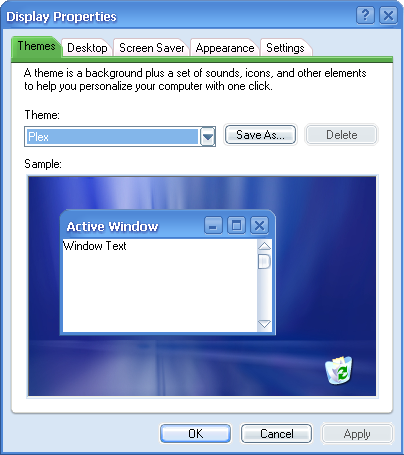 Display Properties
Themes Desktop Screen Saver Appearance Settings
A theme is a background plus a set of sounds, icons, and other elements
to help you personalize your computer with one click.
Theme:
Plex Save As... Delete
Sample:
Active Window
Window Text
OK Cancel Apply